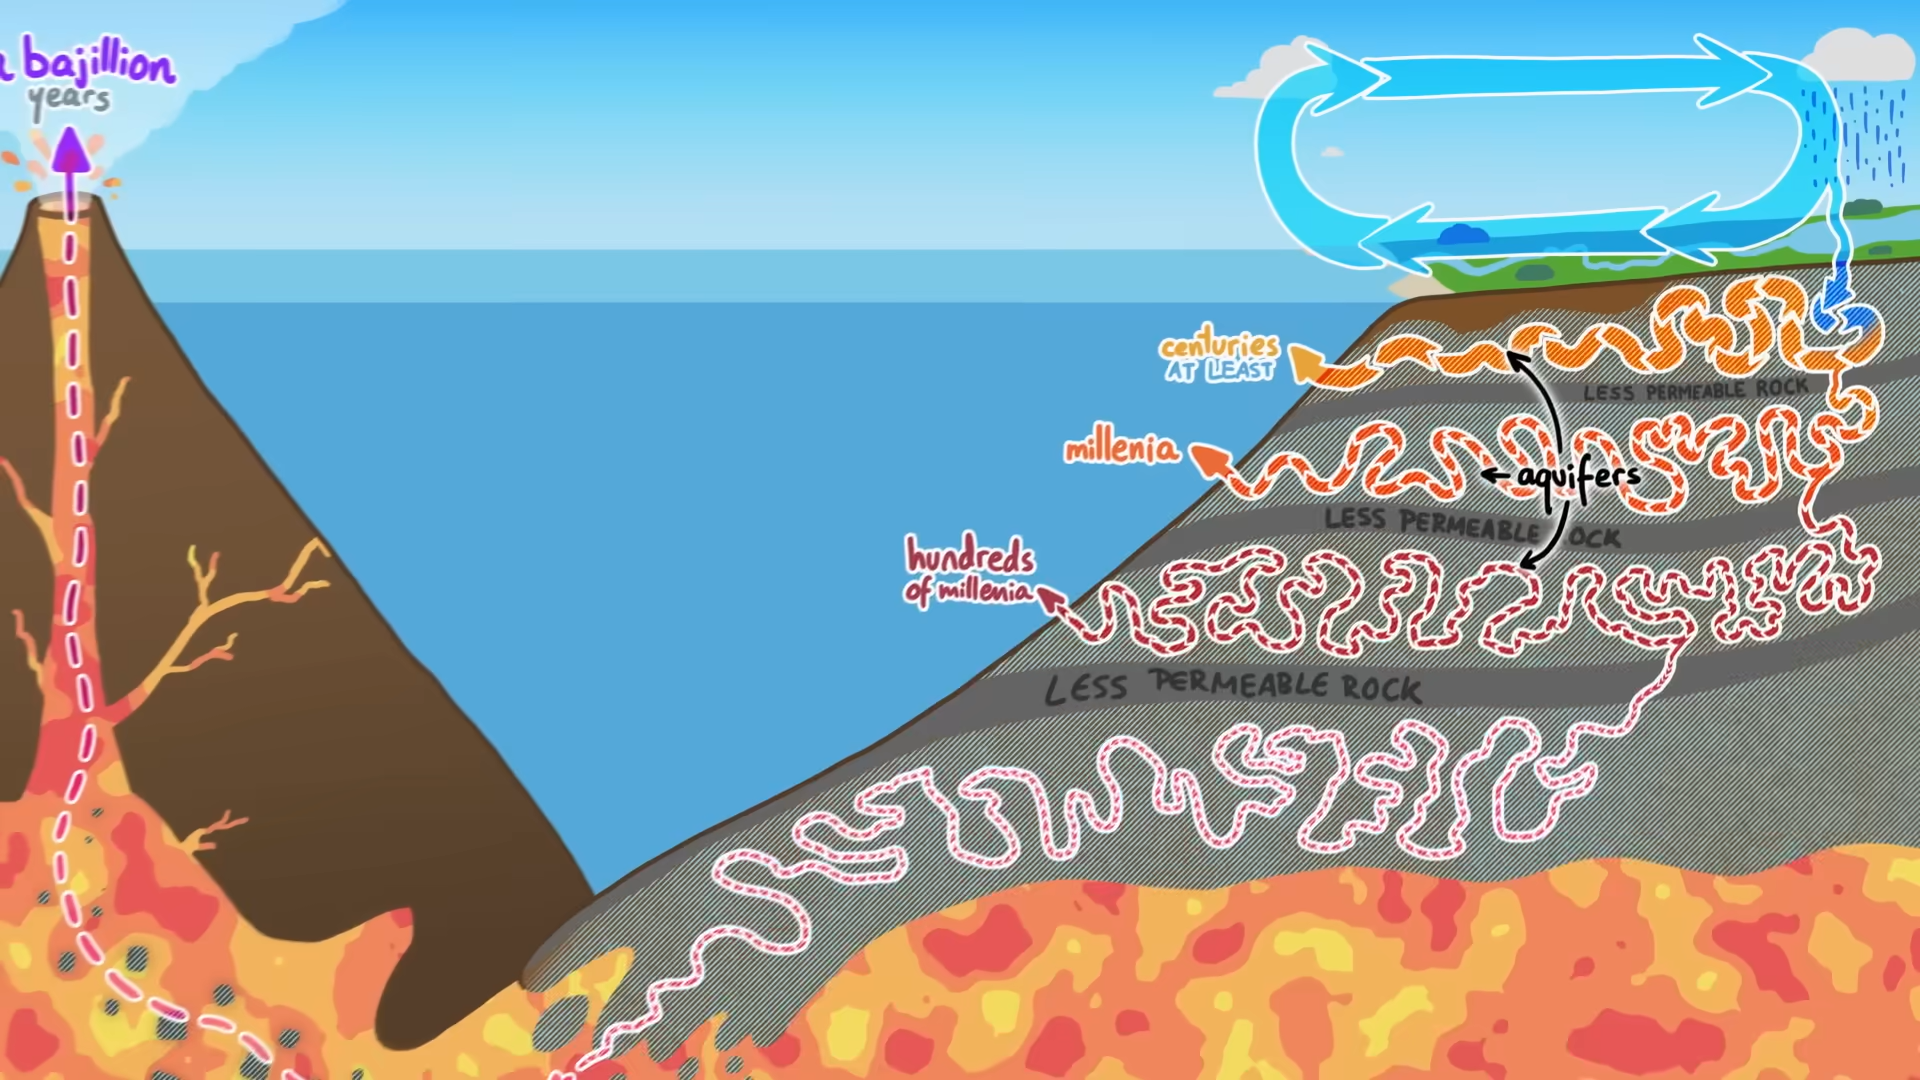 a bajillion
years
centuries
AT LEAST
LESS PERMEABLE ROCK
millenia
aquifers
LESS PERMEABLE OCK
hundreds
of millenia
LESS PERMEABLE ROCK